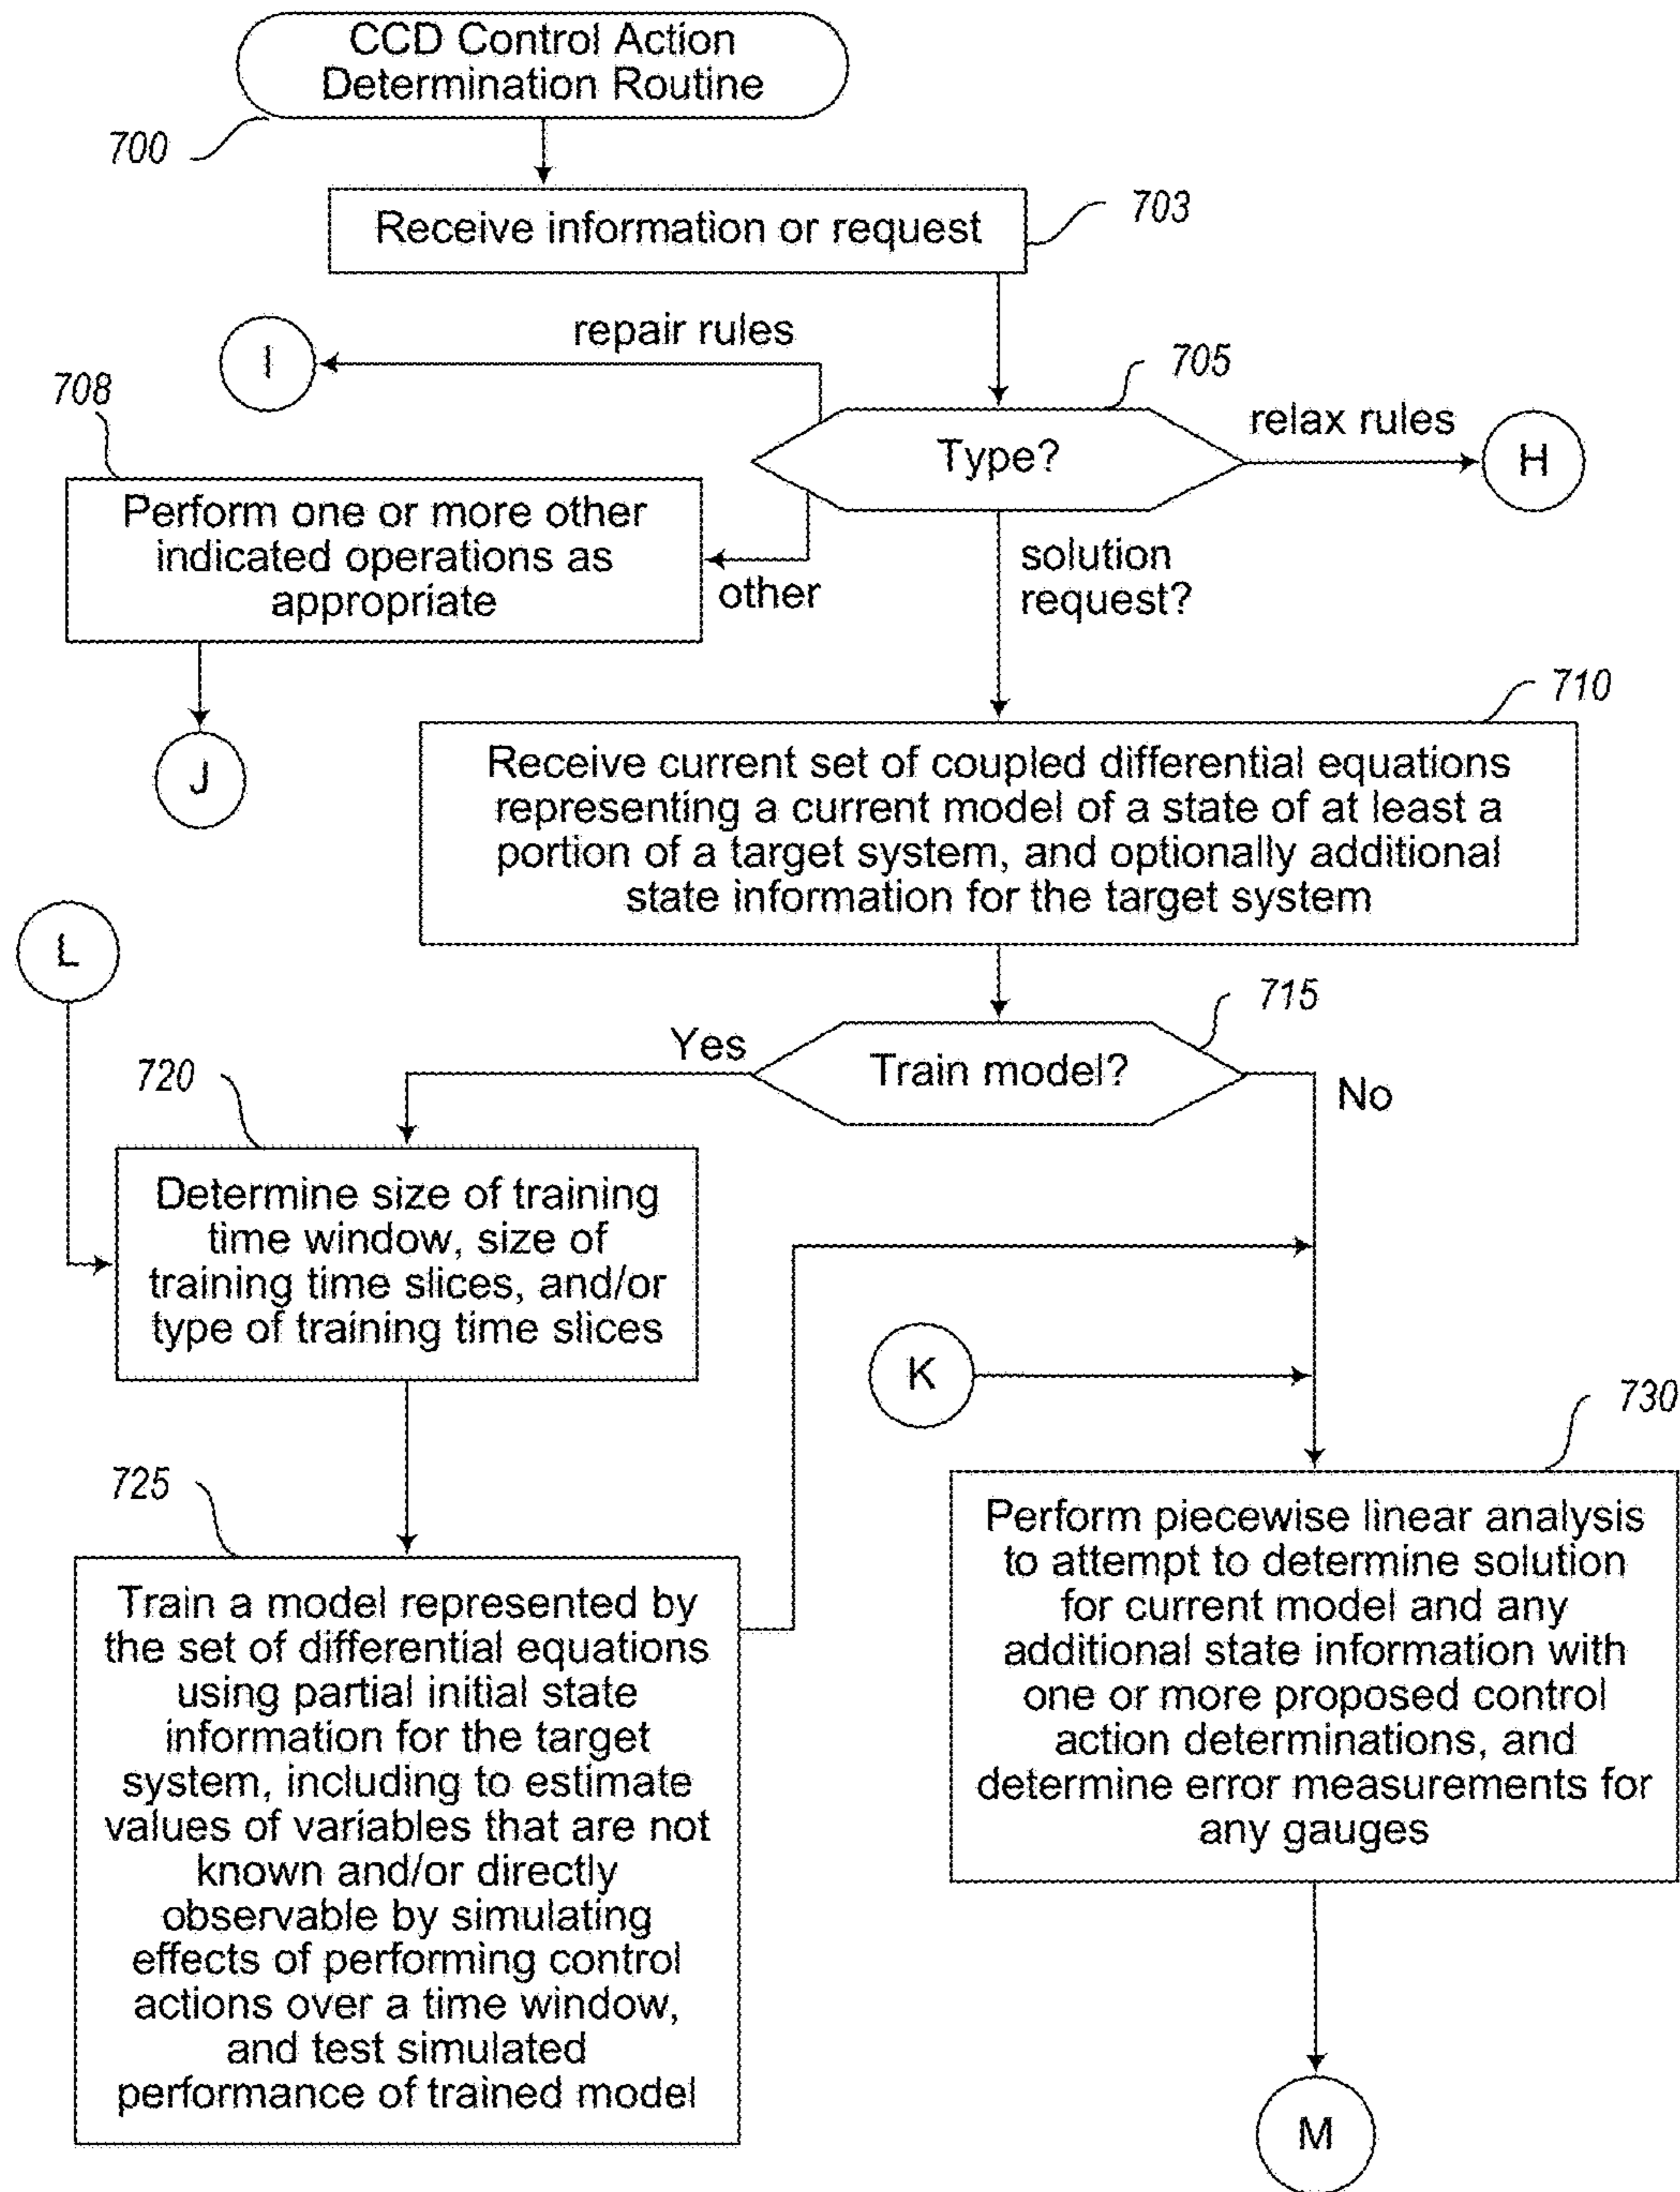 CCD Control Action
Determination Routine
700
Receive information or request
703
repair rules
I
705
708
Type?
relax rules
H
Perform one or more other
indicated operations as
appropriate
other
solution
request?
J
710
Receive current set of coupled differential equations
representing a current model of a state of at least a
portion of a target system, and optionally additional
state information for the target system
L
715
Yes
Train model?
No
720
Determine size of training
time window, size of
training time slices, and/or
type of training time slices
K
730
725
Train a model represented by
the set of differential equations
using partial initial state
information for the target
system, including to estimate
values of variables that are not
known and/or directly
observable by simulating
effects of performing control
actions over a time window,
and test simulated
performance of trained model
Perform piecewise linear analysis
to attempt to determine solution
for current model and any
additional state information with
one or more proposed control
action determinations, and
determine error measurements for
any gauges
M